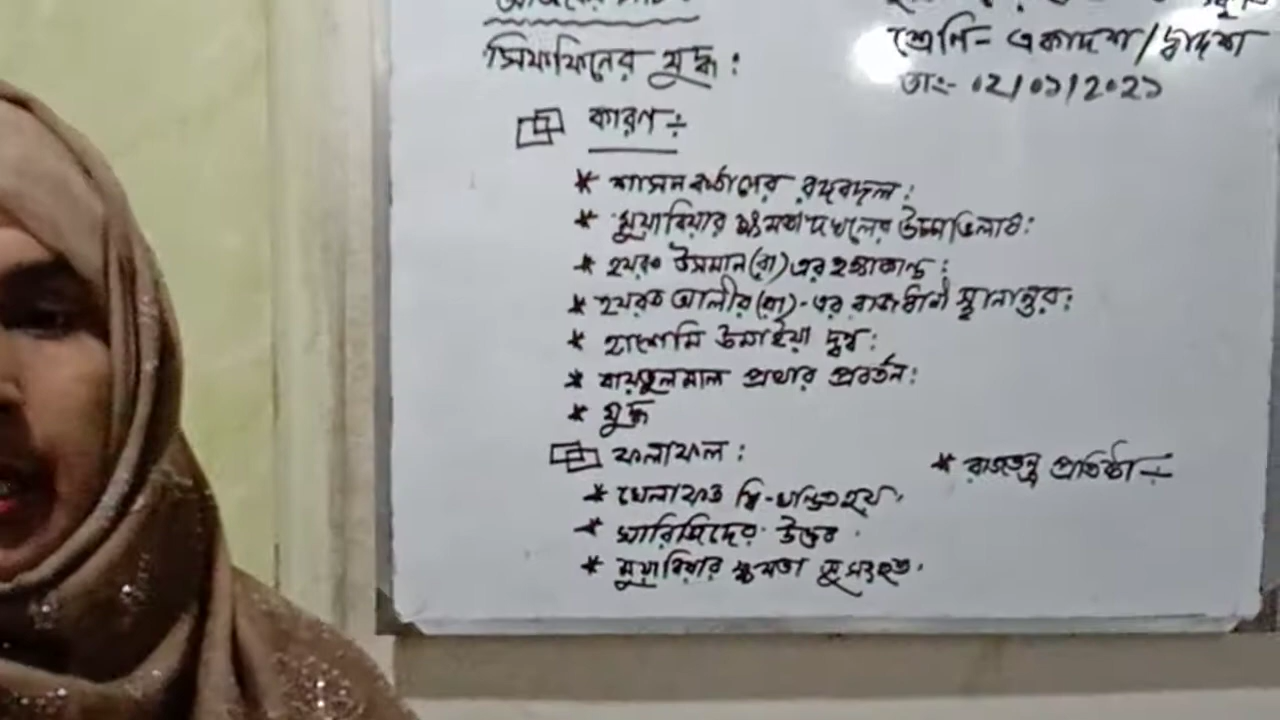 সিফফিনের যুদ্ধ :
শ্রেণি- একাদশ/দ্বাদশ
তাং- ০২/০১/২০২১
কারণ ÷
* শাসনকর্তাদের রদবদল :
* মুয়াবিয়ার ক্ষমতা দখলের উচ্চাভিলাষ :
* হযরত উসমান (রা) এর হত্যাকান্ড :
* হযরত আলীর (রা)-এর রাজধানী স্থানান্তর :
* হাশেমি উমাইয়া দ্বন্দ্ব :
* বায়তুলমাল প্রথার প্রবর্তন :
* যুদ্ধ
ফলাফল :
* রাজতন্ত্র প্রতিষ্ঠা ÷
* খেলাফত দ্বি-খন্ডিত হয়.
* খারিজিদের উদ্ভব .
* মুয়াবিয়ার ক্ষমতা সুসংহত .